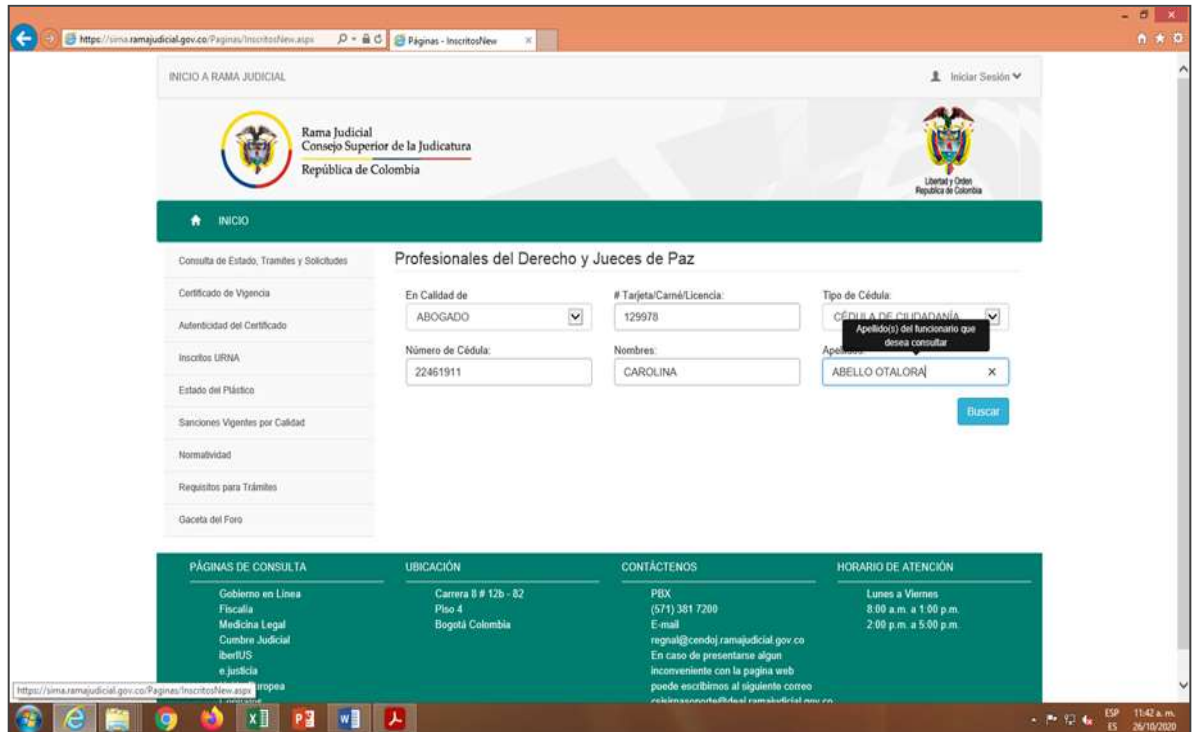 https://sirna.ramajudicial.gov.co/Paginas/InscritosNew.aspx
Páginas - InscritosNew
INICIO A RAMA JUDICIAL
Iniciar Sesión
Rama Judicial
Consejo Superior de la Judicatura
República de Colombia
Libertad y Orden
República de Colombia
INICIO
Consulta de Estado, Tramites y Solicitudes
Certificado de Vigencia
Autenticidad del Certificado
Inscritos URNA
Estado del Plástico
Sanciones Vigentes por Calidad
Normatividad
Requisitos para Trámites
Gaceta del Foro
Profesionales del Derecho y Jueces de Paz
En Calidad de
ABOGADO
# Tarjeta/Carné/Licencia:
129978
Tipo de Cédula:
CÉDULA DE CIUDADANÍA
Apellido(s) del funcionario que
desea consultar
Número de Cédula:
22461911
Nombres:
CAROLINA
ABELLO OTALORA
Buscar
PÁGINAS DE CONSULTA
Gobierno en Línea
Fiscalía
Medicina Legal
Cumbre Judicial
iberIUS
e.justicia
UBICACIÓN
Carrera 8 # 12b - 82
Piso 4
Bogotá Colombia
CONTÁCTENOS
PBX
(571) 381 7200
E-mail
regnal@cendoj.ramajudicial.gov.co
En caso de presentarse algun
inconveniente con la pagina web
puede escribirnos al siguiente correo
HORARIO DE ATENCIÓN
Lunes a Viernes
8:00 a.m. a 1:00 p.m.
2:00 p.m. a 5:00 p.m.
https://sirna.ramajudicial.gov.co/Paginas/InscritosNew.aspx
ESP
ES
11:42 a. m.
26/10/2020